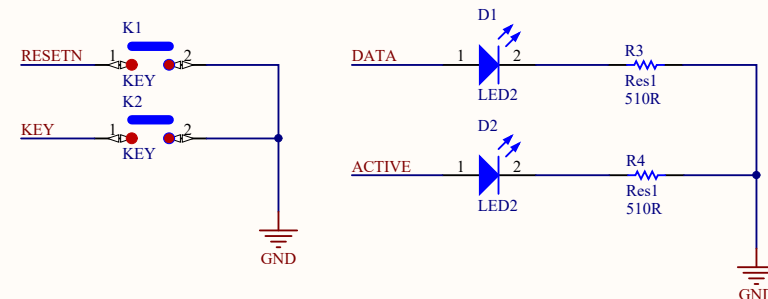 K1
RESETN
1
2
KEY
K2
KEY
1
2
KEY
GND
D1
DATA
1
2
LED2
R3
Res1
510R
D2
ACTIVE
1
2
LED2
R4
Res1
510R
GND